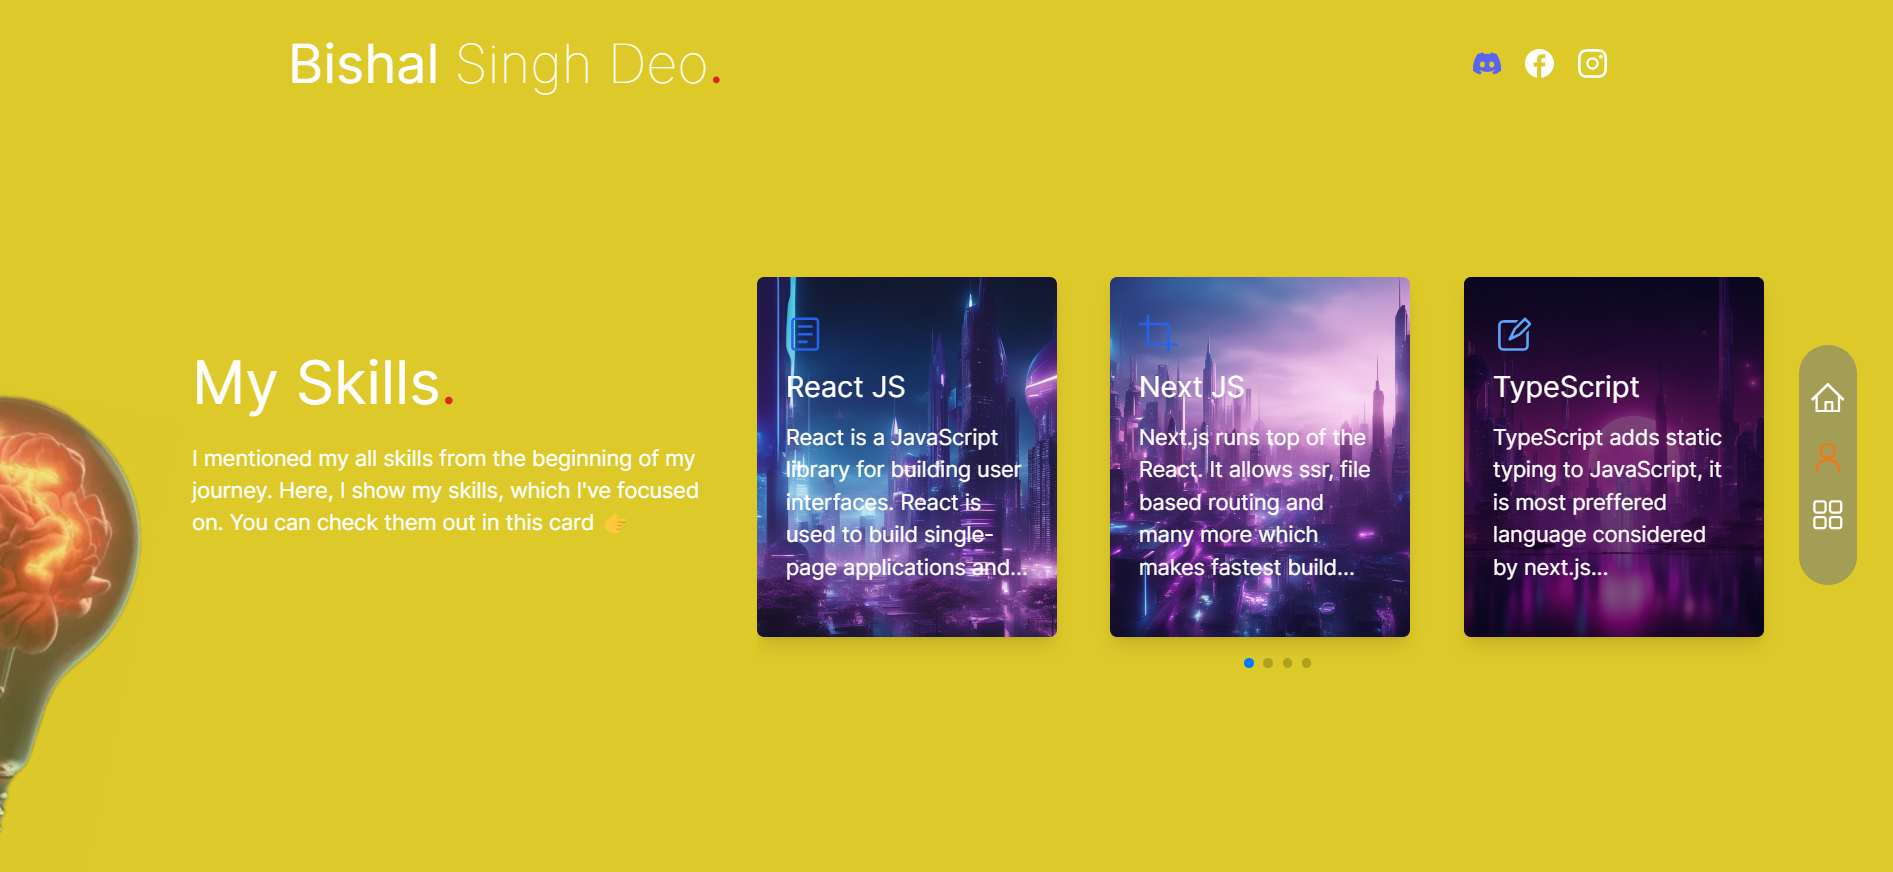 Bishal Singh Deo.
My Skills.
I mentioned my all skills from the beginning of my
journey. Here, I show my skills, which I've focused
on. You can check them out in this card 👉
React JS
React is a JavaScript
library for building user
interfaces. React is
used to build single-
page applications and...
Next JS
Next.js runs top of the
React. It allows ssr, file
based routing and
many more which
makes fastest build...
TypeScript
TypeScript adds static
typing to JavaScript, it
is most preffered
language considered
by next.js...